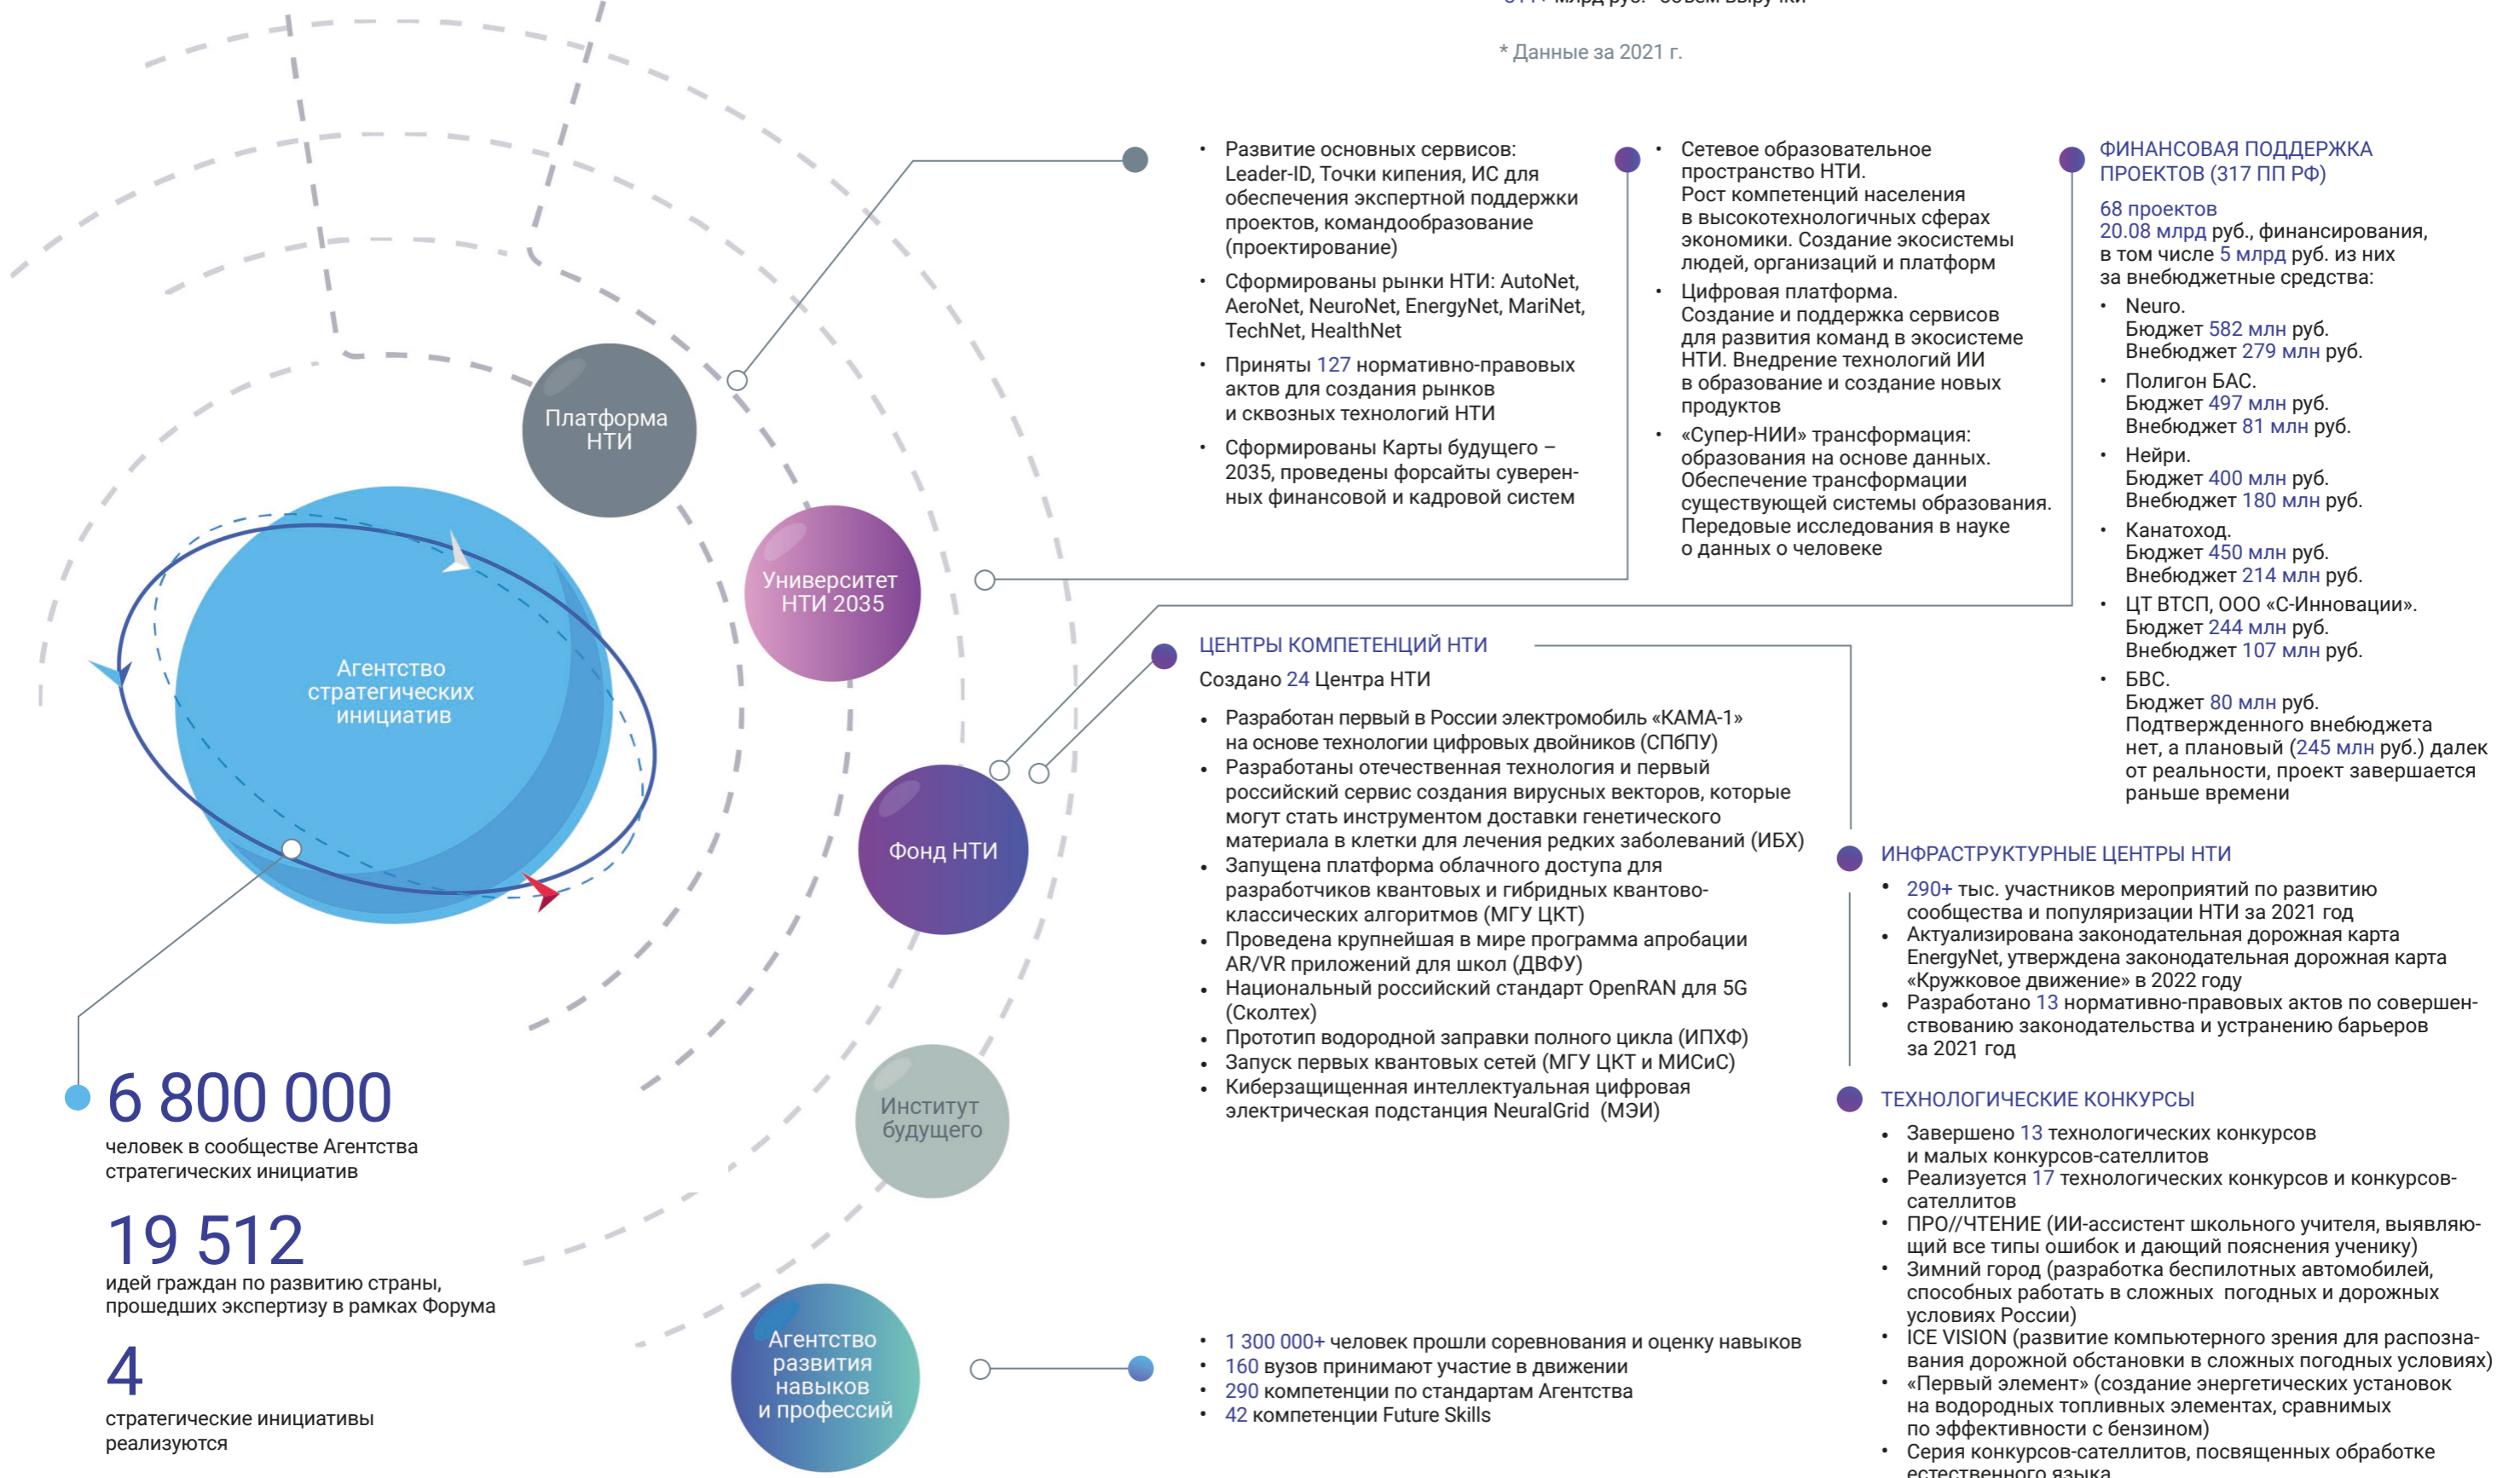 * Данные за 2021 г.
Платформа
НТИ
Университет
НТИ 2035
Агентство
стратегических
инициатив
Фонд НТИ
Институт
будущего
Агентство
развития
навыков
и профессий
6 800 000
человек в сообществе Агентства
стратегических инициатив
19 512
идей граждан по развитию страны,
прошедших экспертизу в рамках Форума
4
стратегические инициативы
реализуются
• Развитие основных сервисов:
Leader-ID, Точки кипения, ИС для
обеспечения экспертной поддержки
проектов, командообразование
(проектирование)
• Сформированы рынки НТИ: AutoNet,
AeroNet, NeuroNet, EnergyNet, MariNet,
TechNet, HealthNet
• Приняты 127 нормативно-правовых
актов для создания рынков
и сквозных технологий НТИ
• Сформированы Карты будущего –
2035, проведены форсайты суверен-
ных финансовой и кадровой систем
• Сетевое образовательное
пространство НТИ.
Рост компетенций населения
в высокотехнологичных сферах
экономики. Создание экосистемы
людей, организаций и платформ
• Цифровая платформа.
Создание и поддержка сервисов
для развития команд в экосистеме
НТИ. Внедрение технологий ИИ
в образование и создание новых
продуктов
• «Супер-НИИ» трансформация:
образования на основе данных.
Обеспечение трансформации
существующей системы образования.
Передовые исследования в науке
о данных о человеке
ФИНАНСОВАЯ ПОДДЕРЖКА
ПРОЕКТОВ (317 ПП РФ)
68 проектов
20.08 млрд руб., финансирования,
в том числе 5 млрд руб. из них
за внебюджетные средства:
• Neuro.
Бюджет 582 млн руб.
Внебюджет 279 млн руб.
• Полигон БАС.
Бюджет 497 млн руб.
Внебюджет 81 млн руб.
• Нейри.
Бюджет 400 млн руб.
Внебюджет 180 млн руб.
• Канатоход.
Бюджет 450 млн руб.
Внебюджет 214 млн руб.
• ЦТ ВТСП, ООО «С-Инновации».
Бюджет 244 млн руб.
Внебюджет 107 млн руб.
• БВС.
Бюджет 80 млн руб.
Подтвержденного внебюджета
нет, а плановый (245 млн руб.) далек
от реальности, проект завершается
раньше времени
ЦЕНТРЫ КОМПЕТЕНЦИЙ НТИ
Создано 24 Центра НТИ
• Разработан первый в России электромобиль «КАМА-1»
на основе технологии цифровых двойников (СПбПУ)
• Разработаны отечественная технология и первый
российский сервис создания вирусных векторов, которые
могут стать инструментом доставки генетического
материала в клетки для лечения редких заболеваний (ИБХ)
• Запущена платформа облачного доступа для
разработчиков квантовых и гибридных квантово-
классических алгоритмов (МГУ ЦКТ)
• Проведена крупнейшая в мире программа апробации
AR/VR приложений для школ (ДВФУ)
• Национальный российский стандарт OpenRAN для 5G
(Сколтех)
• Прототип водородной заправки полного цикла (ИПХФ)
• Запуск первых квантовых сетей (МГУ ЦКТ и МИСиС)
• Киберзащищенная интеллектуальная цифровая
электрическая подстанция NeuralGrid (МЭИ)
ИНФРАСТРУКТУРНЫЕ ЦЕНТРЫ НТИ
• 290+ тыс. участников мероприятий по развитию
сообщества и популяризации НТИ за 2021 год
• Актуализирована законодательная дорожная карта
EnergyNet, утверждена законодательная дорожная карта
«Кружковое движение» в 2022 году
• Разработано 13 нормативно-правовых актов по совершен-
ствованию законодательства и устранению барьеров
за 2021 год
ТЕХНОЛОГИЧЕСКИЕ КОНКУРСЫ
• Завершено 13 технологических конкурсов
и малых конкурсов-сателлитов
• Реализуется 17 технологических конкурсов и конкурсов-
сателлитов
• ПРО//ЧТЕНИЕ (ИИ-ассистент школьного учителя, выявляю-
щий все типы ошибок и дающий пояснения ученику)
• Зимний город (разработка беспилотных автомобилей,
способных работать в сложных погодных и дорожных
условиях России)
• ICE VISION (развитие компьютерного зрения для распозна-
вания дорожной обстановки в сложных погодных условиях)
• «Первый элемент» (создание энергетических установок
на водородных топливных элементах, сравнимых
по эффективности с бензином)
• Серия конкурсов-сателлитов, посвященных обработке
естественного языка
• 1 300 000+ человек прошли соревнования и оценку навыков
• 160 вузов принимают участие в движении
• 290 компетенции по стандартам Агентства
• 42 компетенции Future Skills